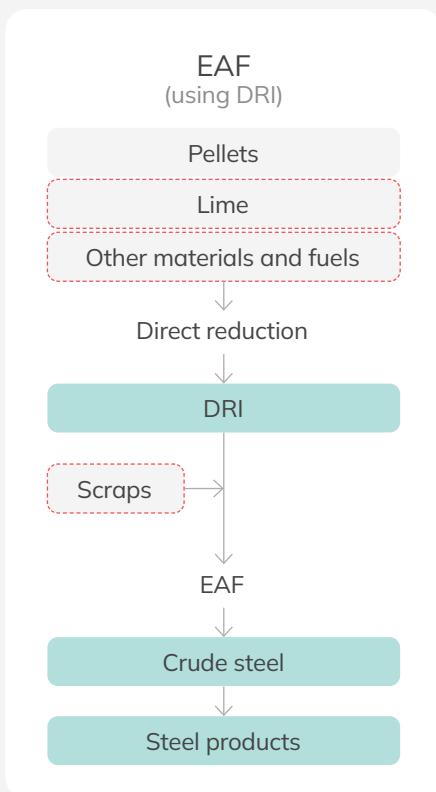 EAF
(using DRI)
Pellets
Lime
Other materials and fuels
Direct reduction
DRI
Scraps
EAF
Crude steel
Steel products